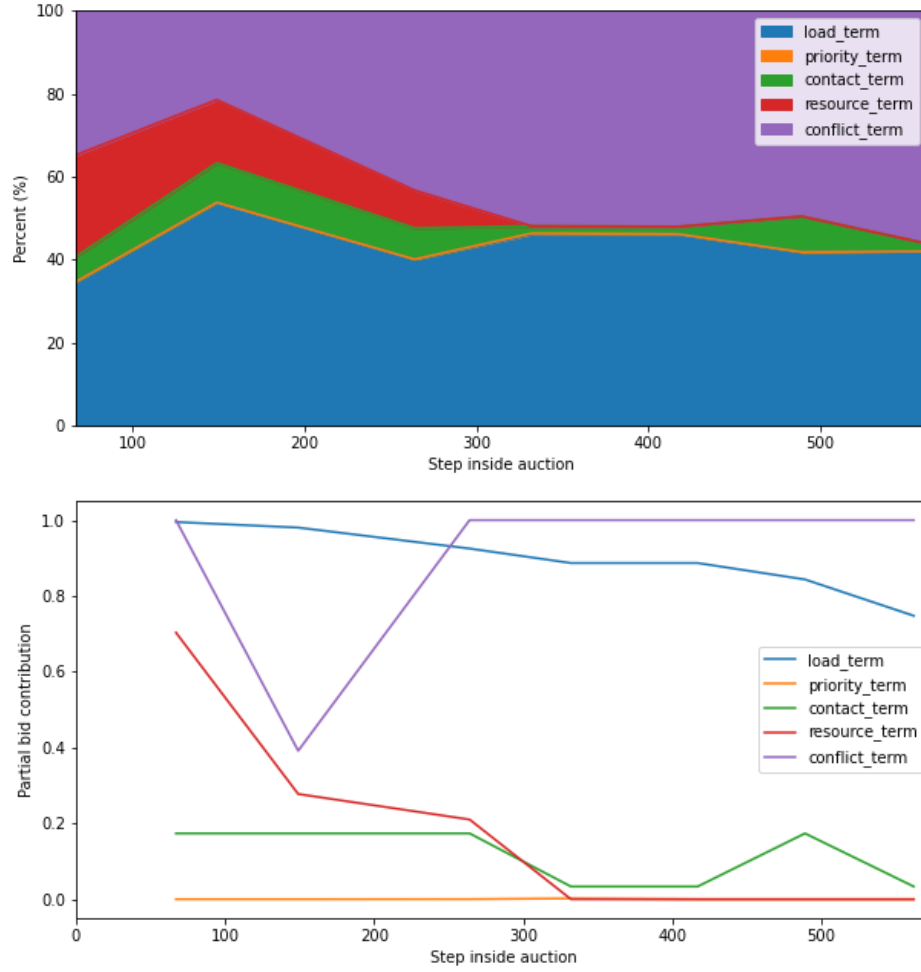 100
80
60
40
20
0
Percent (%)
load_term
priority_term
contact_term
resource_term
conflict_term
100 200 300 400 500
Step inside auction
1.0
0.8
0.6
0.4
0.2
0.0
Partial bid contribution
load_term
priority_term
contact_term
resource_term
conflict_term
0 100 200 300 400 500
Step inside auction